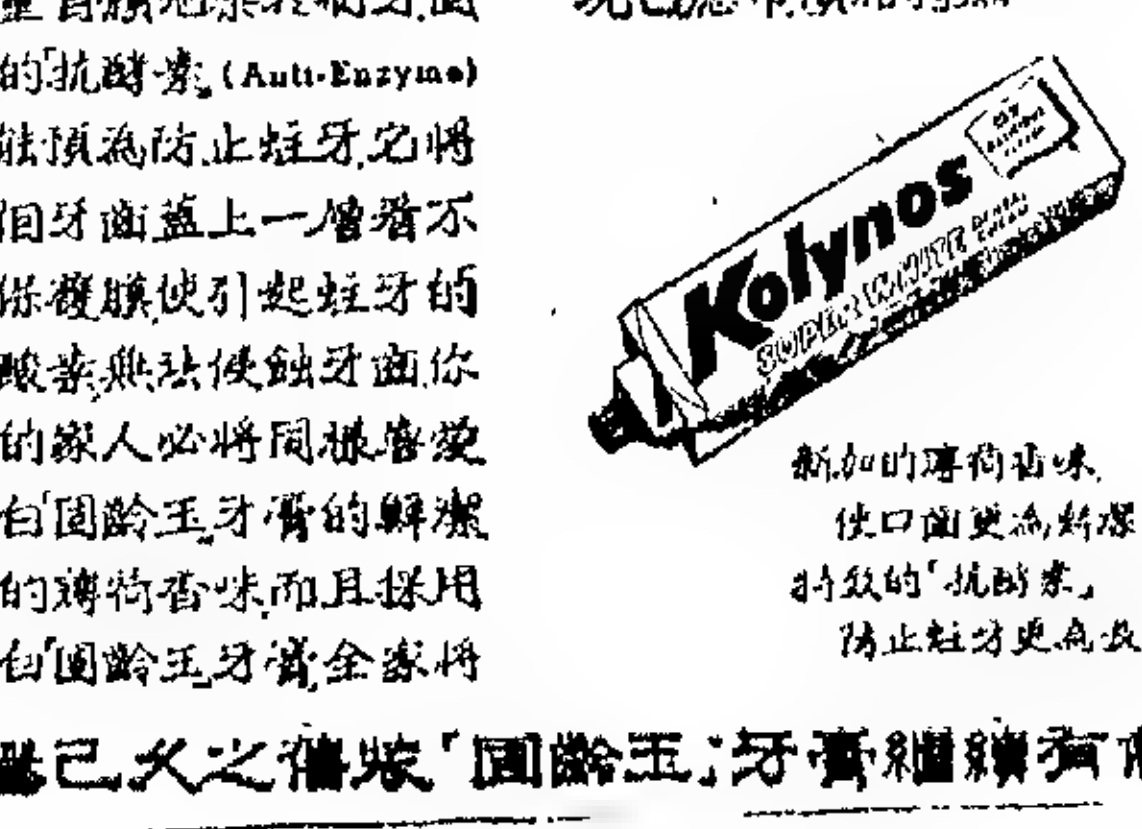 的「抗酵素」(Anti-Enzyme)
能預為防止蛀牙，它將
牙齒蓋上一層看不
保護膜，使引起蛀牙的
酸素無法侵蝕牙齒，你
的家人必將同樣喜愛
白「固齡玉」牙膏的鮮潔
的薄荷香味，而且採用
白「固齡玉」牙膏，全家將
Kolynos
SUPER WHITE
DENTAL
CREAM
新加的薄荷香味，
使口齒更為鮮潔
特效的「抗酵素」
防止蛀牙更為長
已久之舊裝「固齡玉」牙膏繼續有